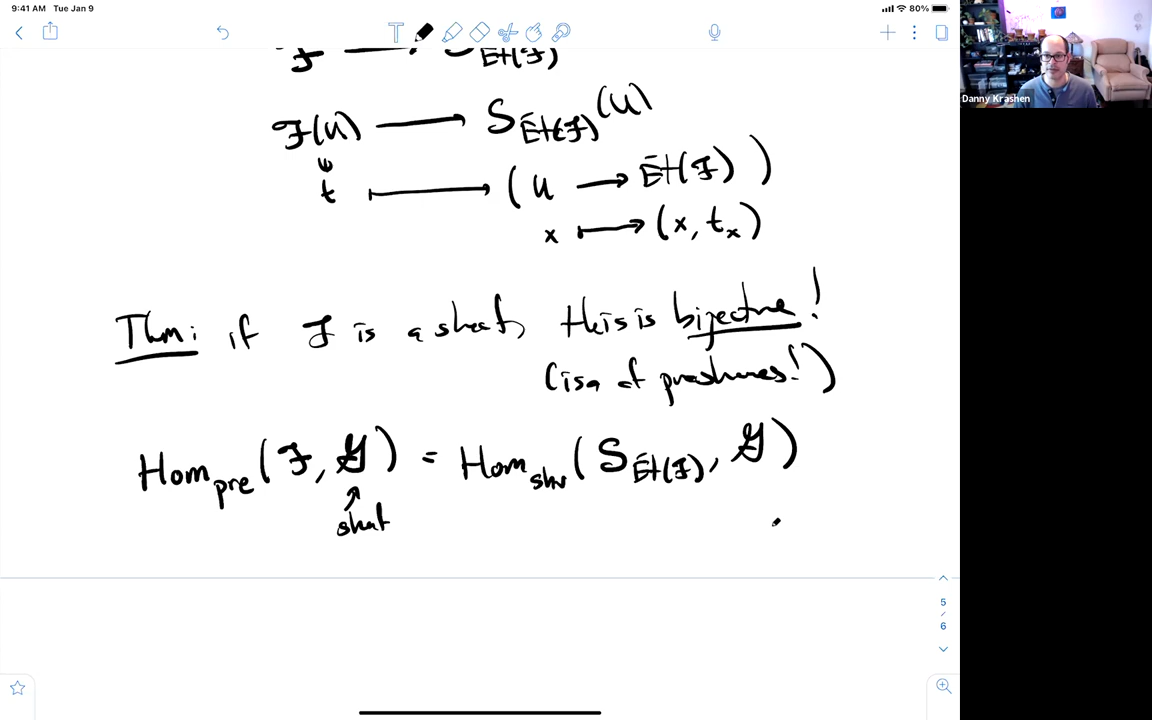 9:41 AM Tue Jan 9
80%
T
F → S_Ét(F)
F(U) → S_Ét(F)(U)
t ↦ (U → Ét(F))
x ↦ (x, t_x)
Danny Krashen
Thm: if F is a sheaf, this is bijective!
(iso of presheaves!)
Hom_pre(F, G) = Hom_shv(S_Ét(F), G)
↑
sheaf
5
/
6